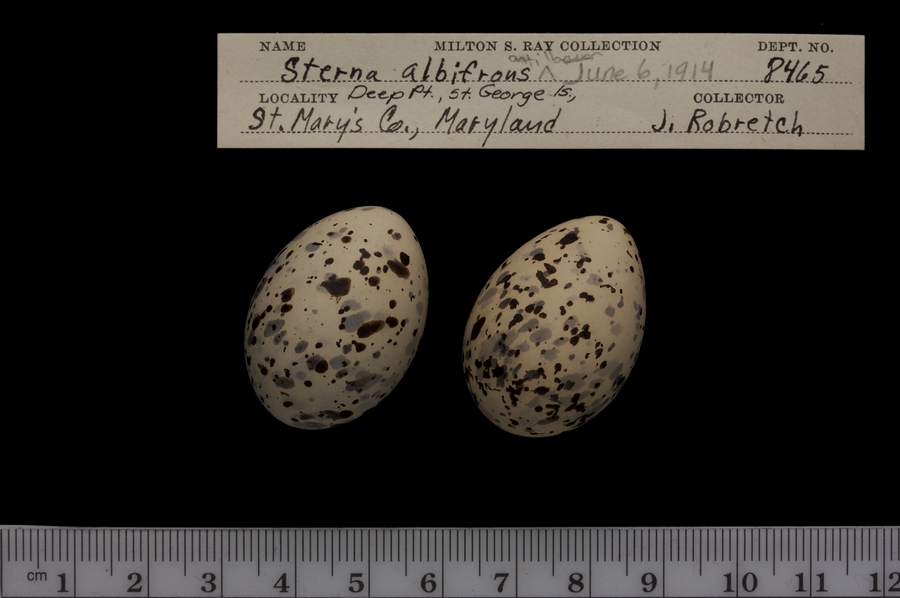 NAME MILTON S. RAY COLLECTION DEPT. NO.
antillarum
Sterna albifrons ^ June 6, 1914 8465
LOCALITY Deep Pt., St. George Is., COLLECTOR
St. Mary's Co., Maryland J. Robretch
cm 1 2 3 4 5 6 7 8 9 10 11 12